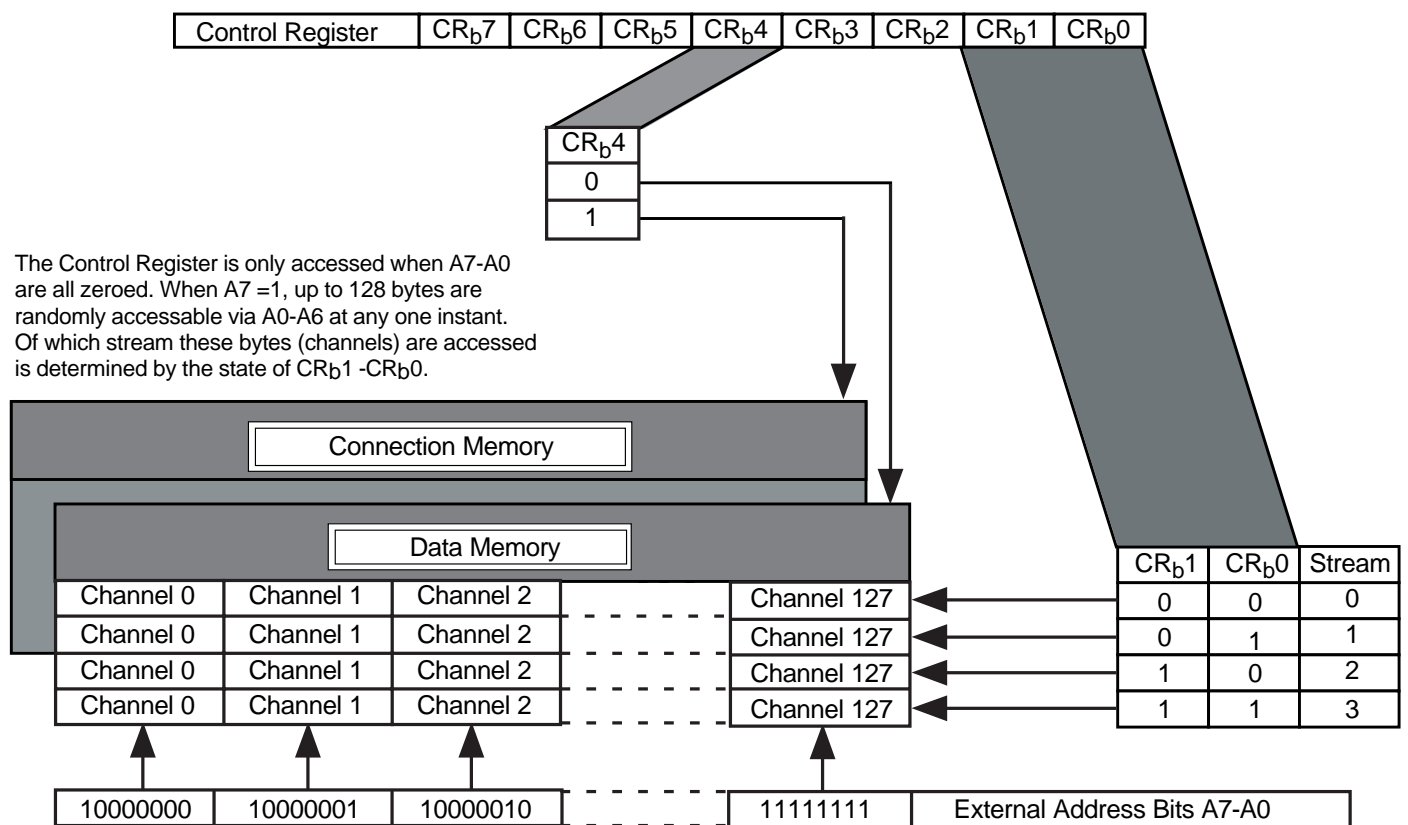 Control Register CRb7 CRb6 CRb5 CRb4 CRb3 CRb2 CRb1 CRb0
CRb4
0
1
The Control Register is only accessed when A7-A0
are all zeroed. When A7 =1, up to 128 bytes are
randomly accessable via A0-A6 at any one instant.
Of which stream these bytes (channels) are accessed
is determined by the state of CRb1 -CRb0.
Connection Memory
Data Memory
CRb1 CRb0 Stream
Channel 0 Channel 1 Channel 2 Channel 127 0 0 0
Channel 0 Channel 1 Channel 2 Channel 127 0 1 1
Channel 0 Channel 1 Channel 2 Channel 127 1 0 2
Channel 0 Channel 1 Channel 2 Channel 127 1 1 3
10000000 10000001 10000010 11111111 External Address Bits A7-A0